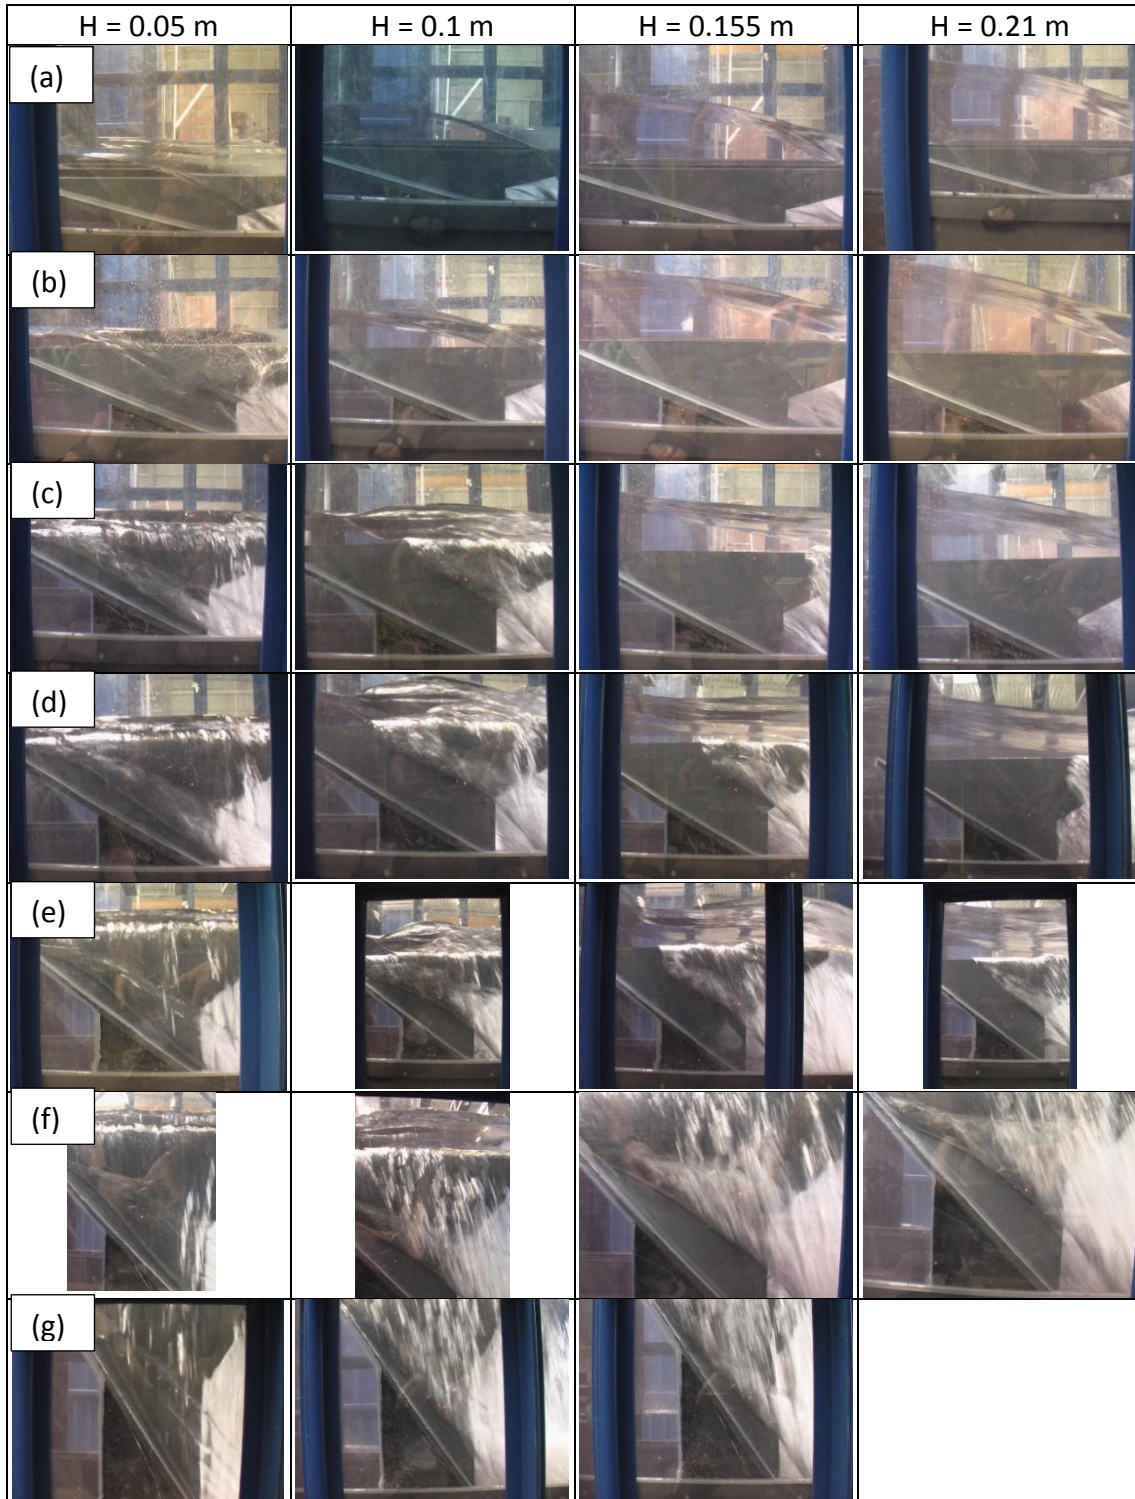 H = 0.05 m H = 0.1 m H = 0.155 m H = 0.21 m
(a)
(b)
(c)
(d)
(e)
(f)
(g)